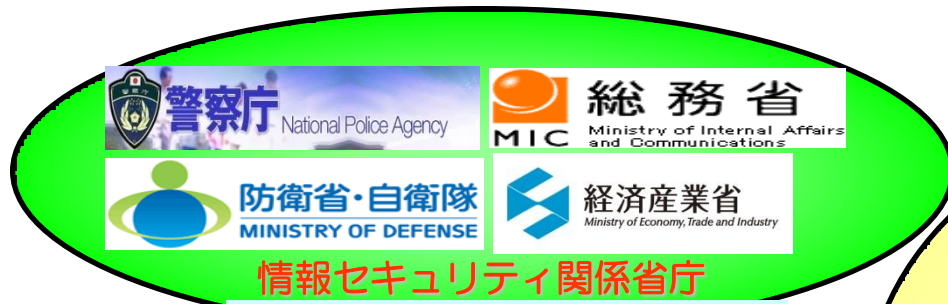 警察庁 National Police Agency
MIC 総務省
Ministry of Internal Affairs
and Communications
防衛省・自衛隊
MINISTRY OF DEFENSE
経済産業省
Ministry of Economy, Trade and Industry
情報セキュリティ関係省庁